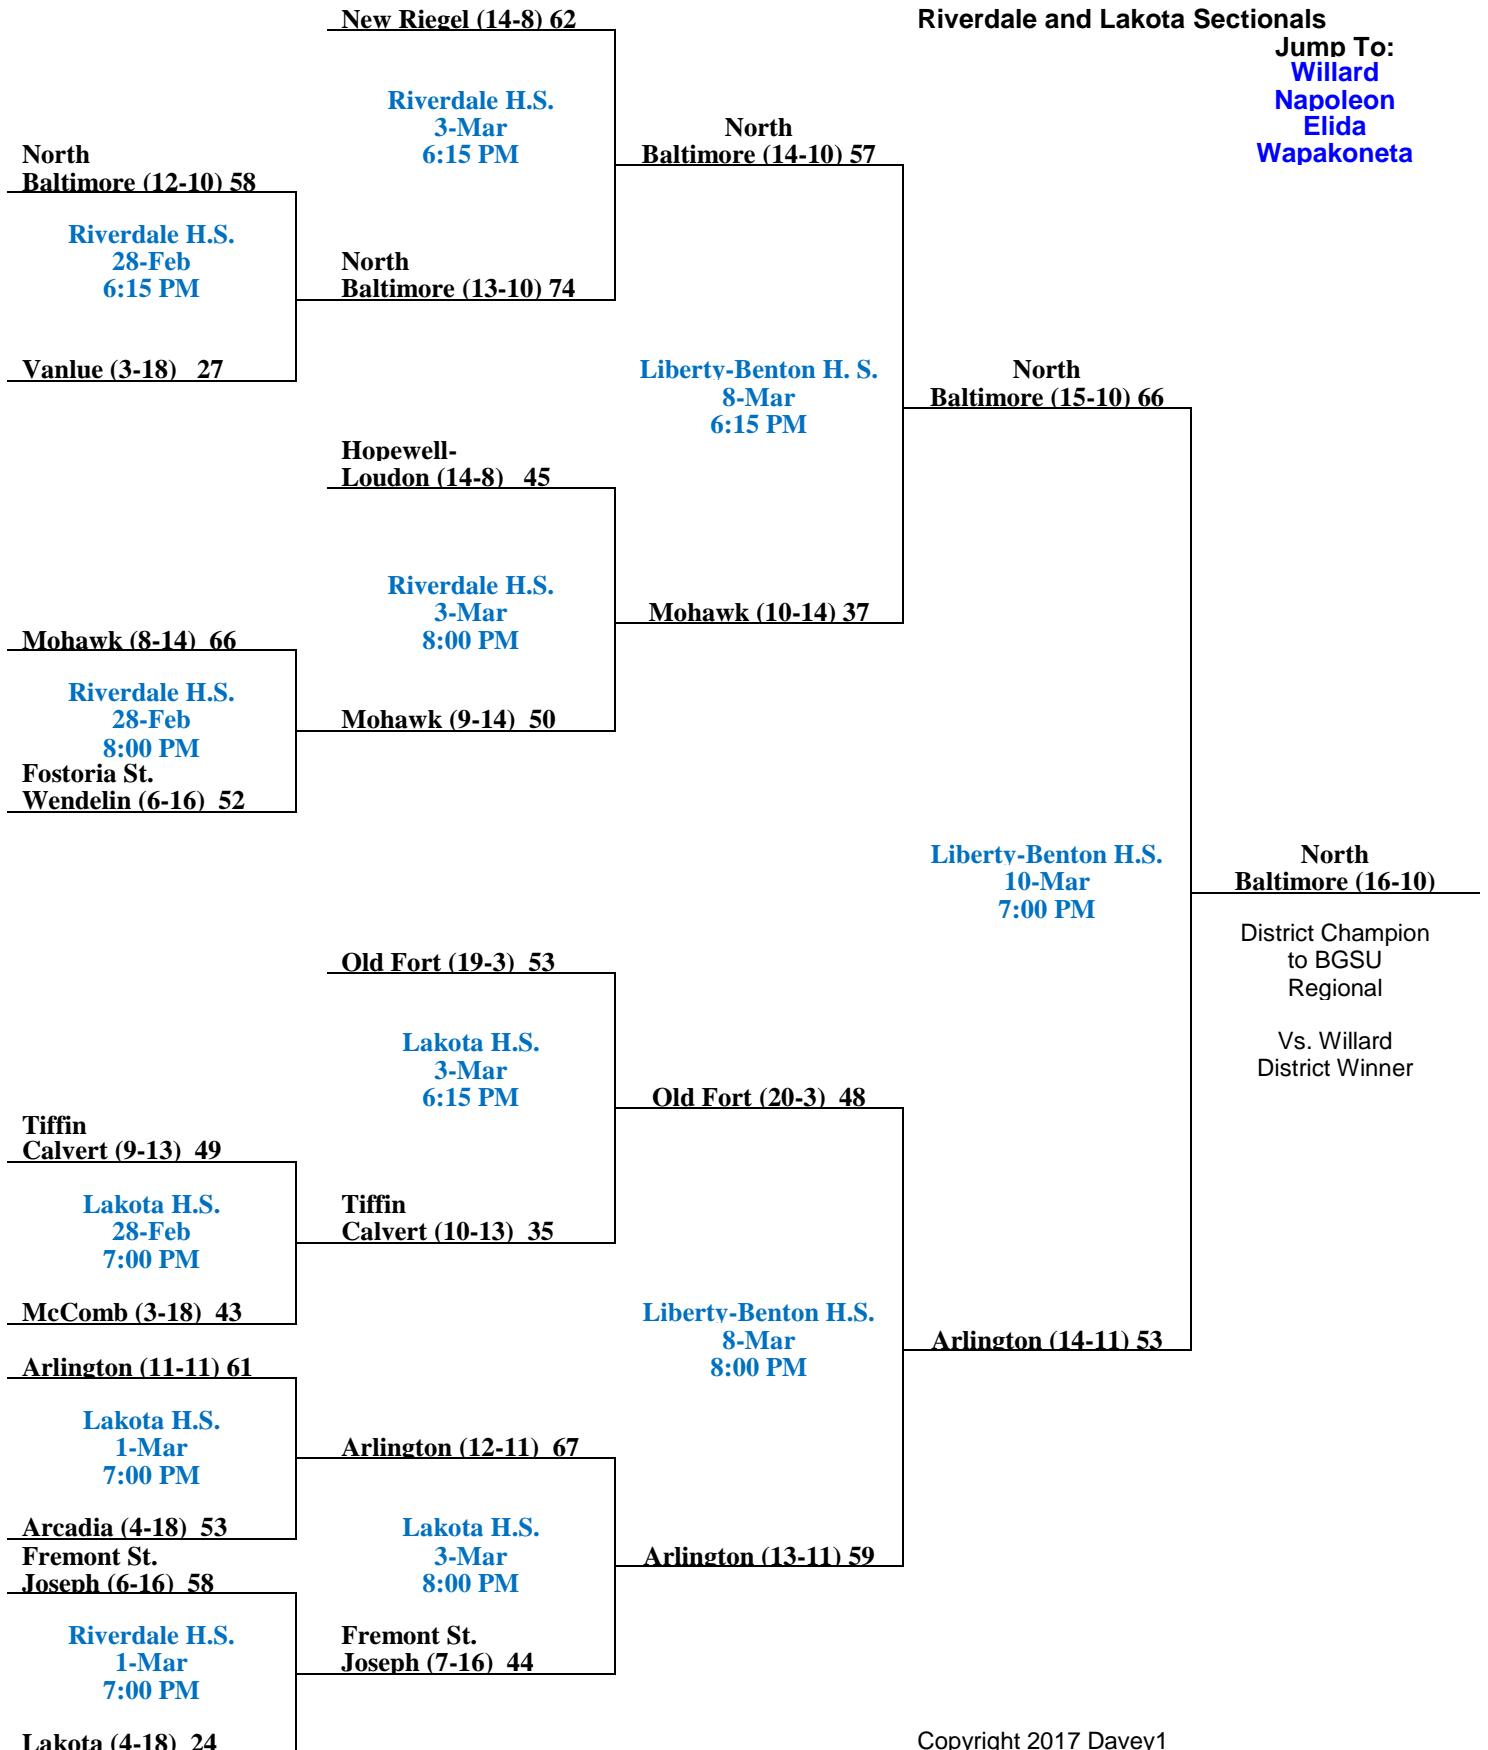 New Riegel (14-8) 62
Riverdale and Lakota Sectionals
Jump To:
Willard
Napoleon
Elida
Wapakoneta
Riverdale H.S.
3-Mar
6:15 PM
North
Baltimore (14-10) 57
North
Baltimore (12-10) 58
Riverdale H.S.
28-Feb
6:15 PM
North
Baltimore (13-10) 74
Vanlue (3-18) 27
Liberty-Benton H. S.
8-Mar
6:15 PM
North
Baltimore (15-10) 66
Hopewell-
Loudon (14-8) 45
Riverdale H.S.
3-Mar
8:00 PM
Mohawk (10-14) 37
Mohawk (8-14) 66
Riverdale H.S.
28-Feb
8:00 PM
Mohawk (9-14) 50
Fostoria St.
Wendelin (6-16) 52
Liberty-Benton H.S.
10-Mar
7:00 PM
North
Baltimore (16-10)
District Champion
to BGSU
Regional
Vs. Willard
District Winner
Old Fort (19-3) 53
Lakota H.S.
3-Mar
6:15 PM
Old Fort (20-3) 48
Tiffin
Calvert (9-13) 49
Lakota H.S.
28-Feb
7:00 PM
Tiffin
Calvert (10-13) 35
McComb (3-18) 43
Liberty-Benton H.S.
8-Mar
8:00 PM
Arlington (14-11) 53
Arlington (11-11) 61
Lakota H.S.
1-Mar
7:00 PM
Arlington (12-11) 67
Arcadia (4-18) 53
Lakota H.S.
3-Mar
8:00 PM
Arlington (13-11) 59
Fremont St.
Joseph (6-16) 58
Riverdale H.S.
1-Mar
7:00 PM
Fremont St.
Joseph (7-16) 44
Lakota (4-18) 24
Copyright 2017 Davey1